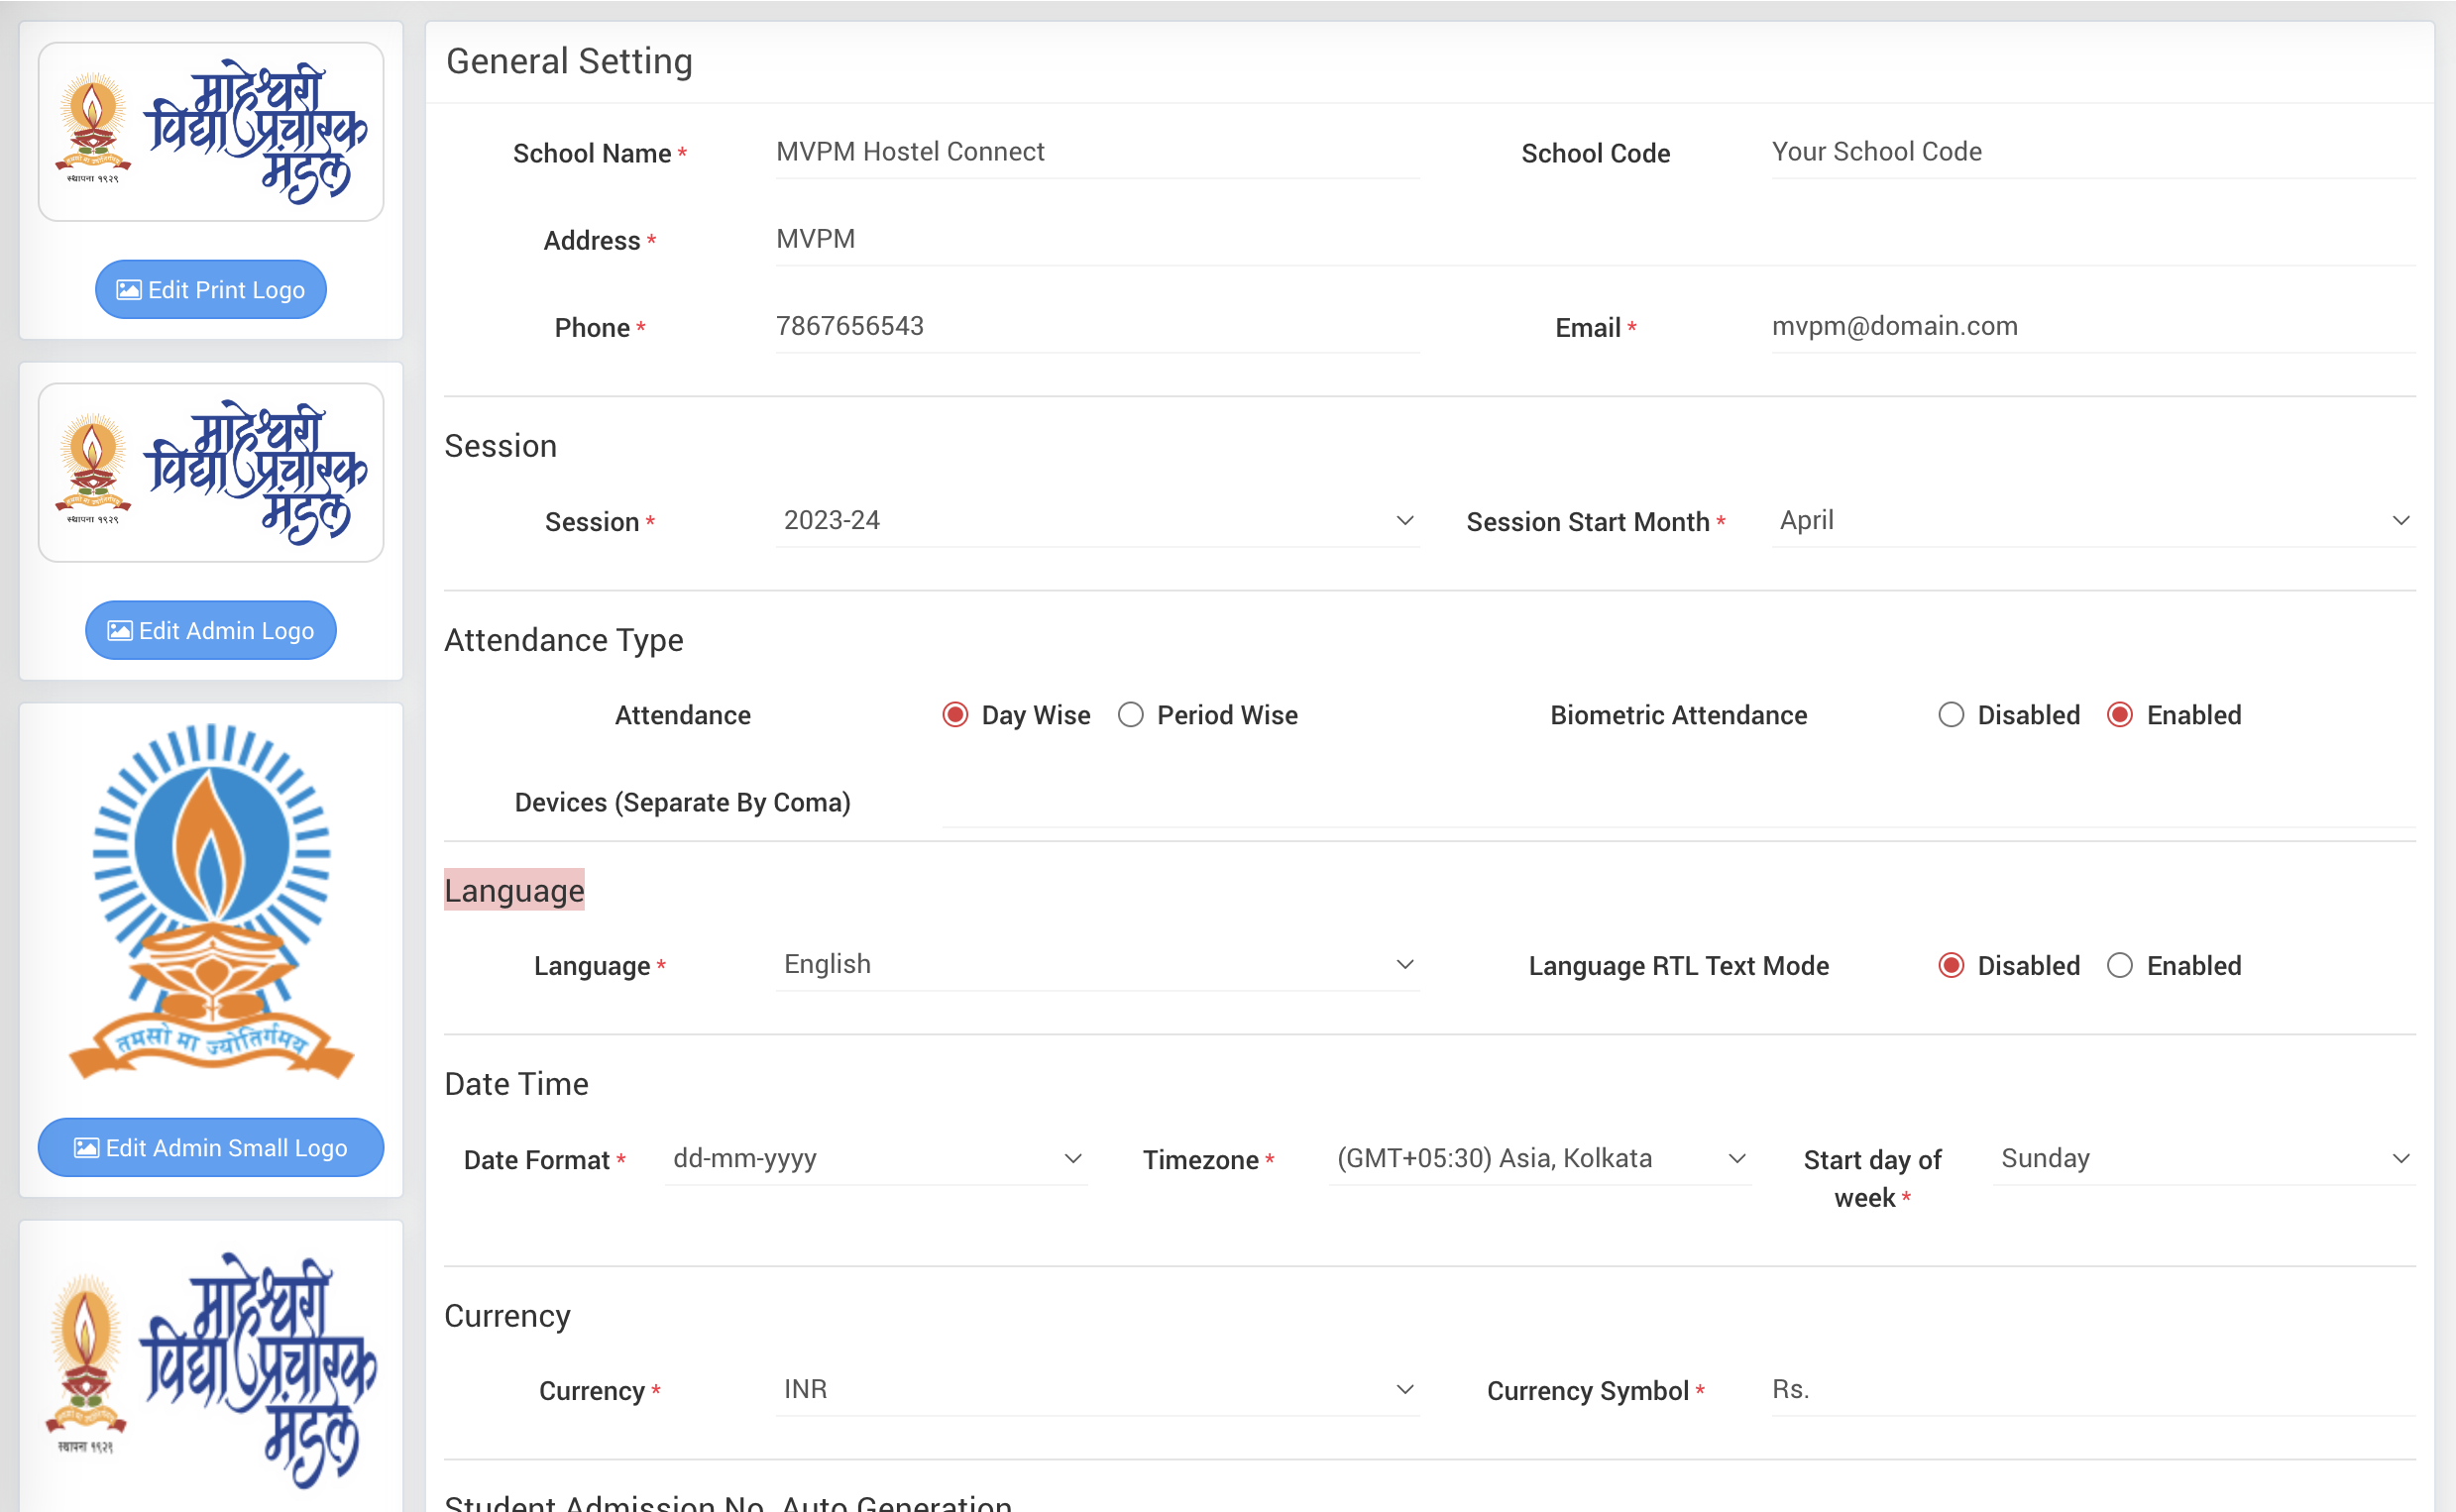 माहेश्वरी
विद्या प्रचारक
मंडल
स्थापना १९२९
Edit Print Logo
माहेश्वरी
विद्या प्रचारक
मंडल
स्थापना १९२९
Edit Admin Logo
तमसो मा ज्योतिर्गमय
Edit Admin Small Logo
माहेश्वरी
विद्या प्रचारक
मंडल
स्थापना १९२९
General Setting
School Name * MVPM Hostel Connect School Code Your School Code
Address * MVPM
Phone * 7867656543 Email * mvpm@domain.com
Session
Session * 2023-24 Session Start Month * April
Attendance Type
Attendance Day Wise Period Wise Biometric Attendance Disabled Enabled
Devices (Separate By Coma)
Language
Language * English Language RTL Text Mode Disabled Enabled
Date Time
Date Format * dd-mm-yyyy Timezone * (GMT+05:30) Asia, Kolkata Start day of Sunday
week *
Currency
Currency * INR Currency Symbol * Rs.
Student Admission No. Auto Generation